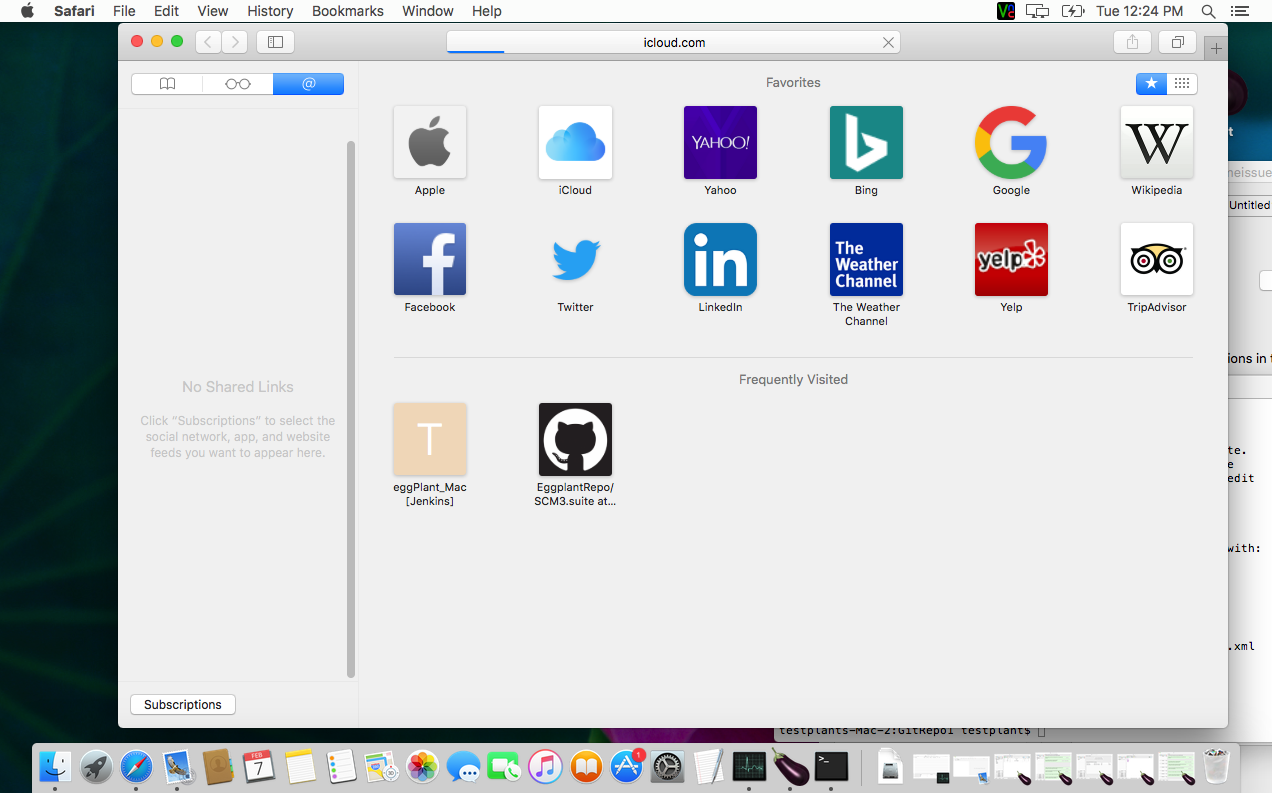 Safari File Edit View History Bookmarks Window Help
Tue 12:24 PM
icloud.com
@
Favorites
Apple
iCloud
YAHOO!
Yahoo
Bing
Google
W
Wikipedia
Facebook
Twitter
in
LinkedIn
The
Weather
Channel
The Weather
Channel
yelp
Yelp
TripAdvisor
Frequently Visited
T
eggPlant_Mac
[Jenkins]
EggplantRepo/
SCM3.suite at...
No Shared Links
Click “Subscriptions” to select the
social network, app, and website
feeds you want to appear here.
Subscriptions
t
neissue
Untitled
ions in t
te.
e
edit
with:
.xml
testplants-Mac-2:GitRepo1 testplant$
FEB
7
1